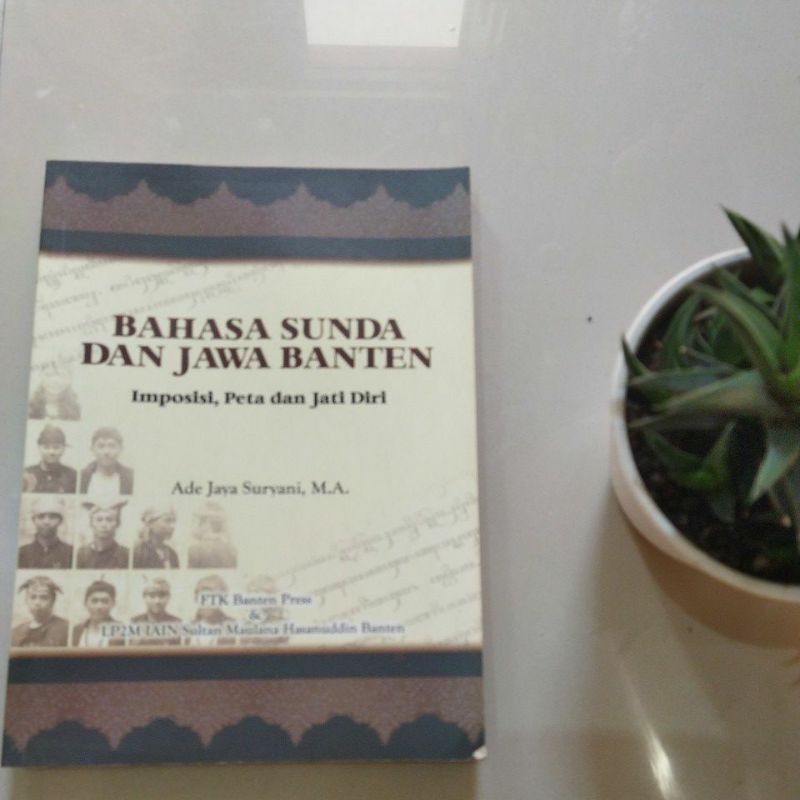 BAHASA SUNDA
DAN JAWA BANTEN
Imposisi, Peta dan Jati Diri
Ade Jaya Suryani, M.A.
FTK Banten Press
&
LP2M IAIN Sultan Maulana Hasanuddin Banten